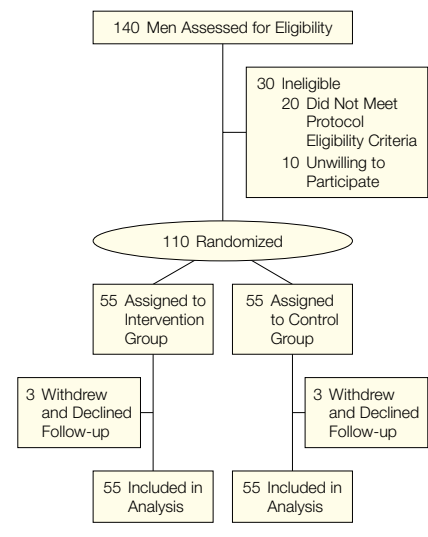 140 Men Assessed for Eligibility
30 Ineligible
20 Did Not Meet
Protocol
Eligibility Criteria
10 Unwilling to
Participate
110 Randomized
55 Assigned to
Intervention
Group
55 Assigned
to Control
Group
3 Withdrew
and Declined
Follow-up
3 Withdrew
and Declined
Follow-up
55 Included in
Analysis
55 Included in
Analysis